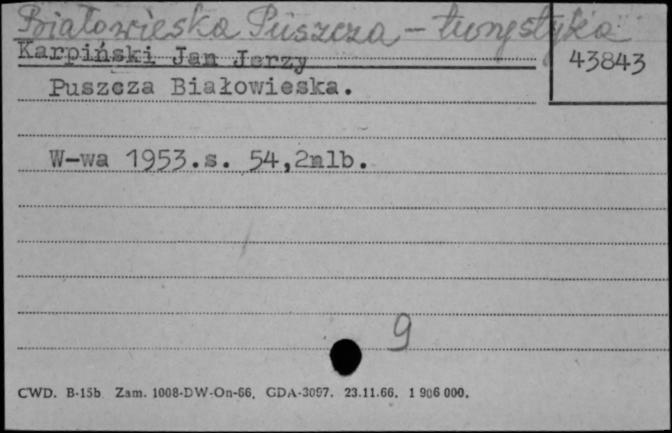 Białowieska Puszcza - turystyka
Karpiński Jan Jerzy
43843
Puszcza Białowieska.
W-wa 1953.s. 54,2nlb.
9
CWD. B-15b Zam. 1008-DW-On-66. GDA-3097. 23.11.66. 1 906 000.